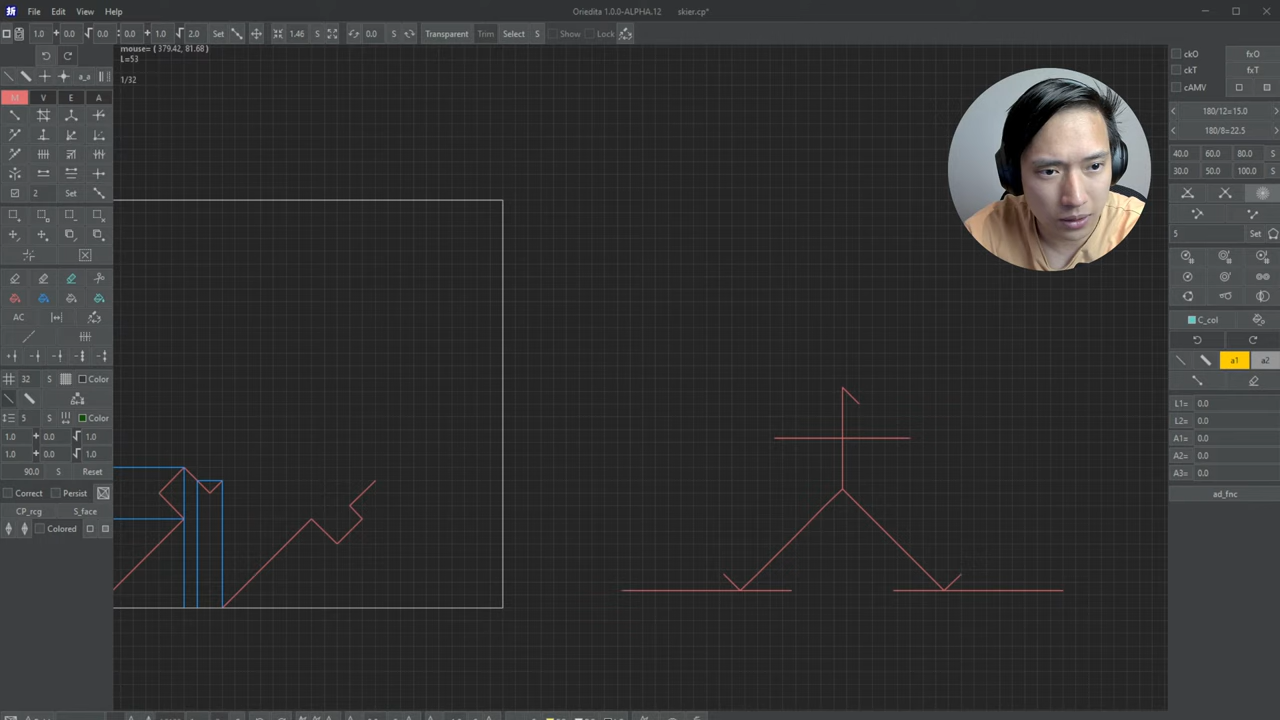 File Edit View Help
Oriedita 1.0.0-ALPHA.12 skier.cp*
1.0 0.0 0.0 0.0 1.0 2.0 Set 1.46 S 0.0 S Transparent Trim Select S Show Lock
mouse= ( 379.42, 81.68 )
L=53
1/32
a_a
M V E A
2 Set
AC
32 S Color
5 Color
1.0 0.0 1.0
1.0 0.0 1.0
90.0 S Reset
Correct Persist
CP_rcg S_face
Colored
ckO fxO
ckT fxT
cAMV
180/12=15.0
180/8=22.5
40.0 60.0 80.0 S
30.0 50.0 100.0 S
5 Set
C_col
a1 a2
L1= 0.0
L2= 0.0
A1= 0.0
A2= 0.0
A3= 0.0
ad_fnc